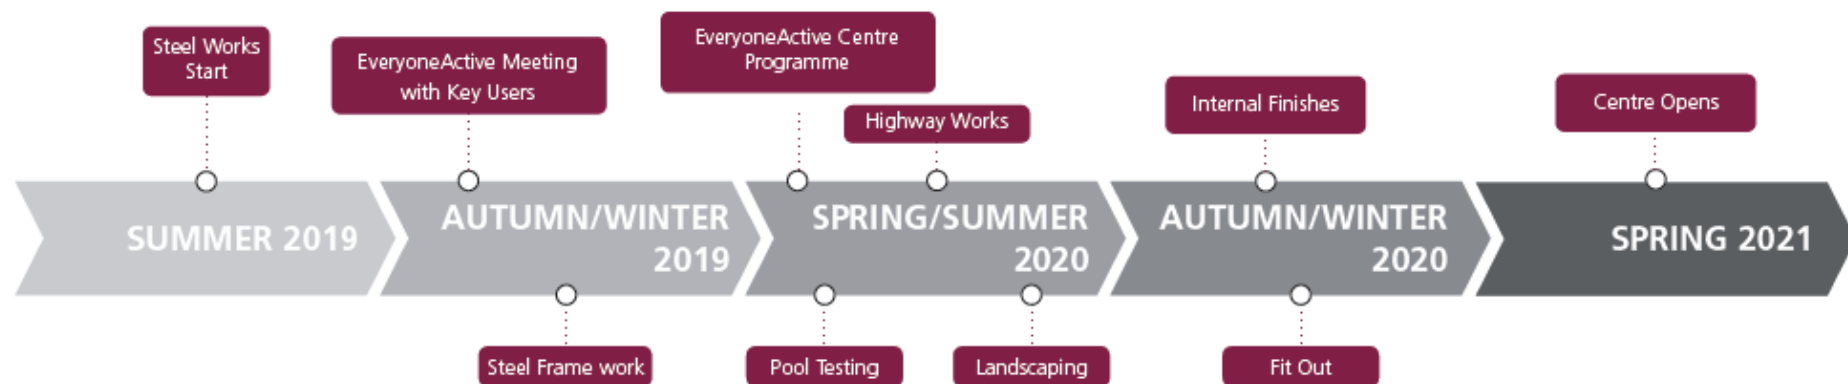 Steel Works
Start
EveryoneActive Meeting
with Key Users
EveryoneActive Centre
Programme
Highway Works
Internal Finishes
Centre Opens
SUMMER 2019
AUTUMN/WINTER
2019
SPRING/SUMMER
2020
AUTUMN/WINTER
2020
SPRING 2021
Steel Frame work
Pool Testing
Landscaping
Fit Out